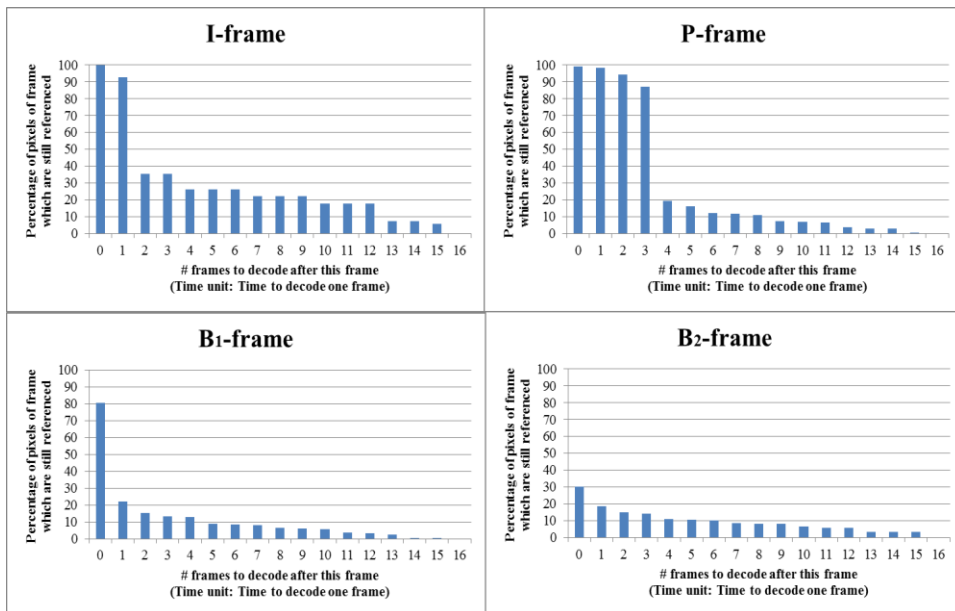 I-frame
Percentage of pixels of frame
which are still referenced
100
90
80
70
60
50
40
30
20
10
0
0 1 2 3 4 5 6 7 8 9 10 11 12 13 14 15 16
# frames to decode after this frame
(Time unit: Time to decode one frame)
P-frame
Percentage of pixels of frame
which are still referenced
100
90
80
70
60
50
40
30
20
10
0
0 1 2 3 4 5 6 7 8 9 10 11 12 13 14 15 16
# frames to decode after this frame
(Time unit: Time to decode one frame)
B1-frame
Percentage of pixels of frame
which are still referenced
100
90
80
70
60
50
40
30
20
10
0
0 1 2 3 4 5 6 7 8 9 10 11 12 13 14 15 16
# frames to decode after this frame
(Time unit: Time to decode one frame)
B2-frame
Percentage of pixels of frame
which are still referenced
100
90
80
70
60
50
40
30
20
10
0
0 1 2 3 4 5 6 7 8 9 10 11 12 13 14 15 16
# frames to decode after this frame
(Time unit: Time to decode one frame)